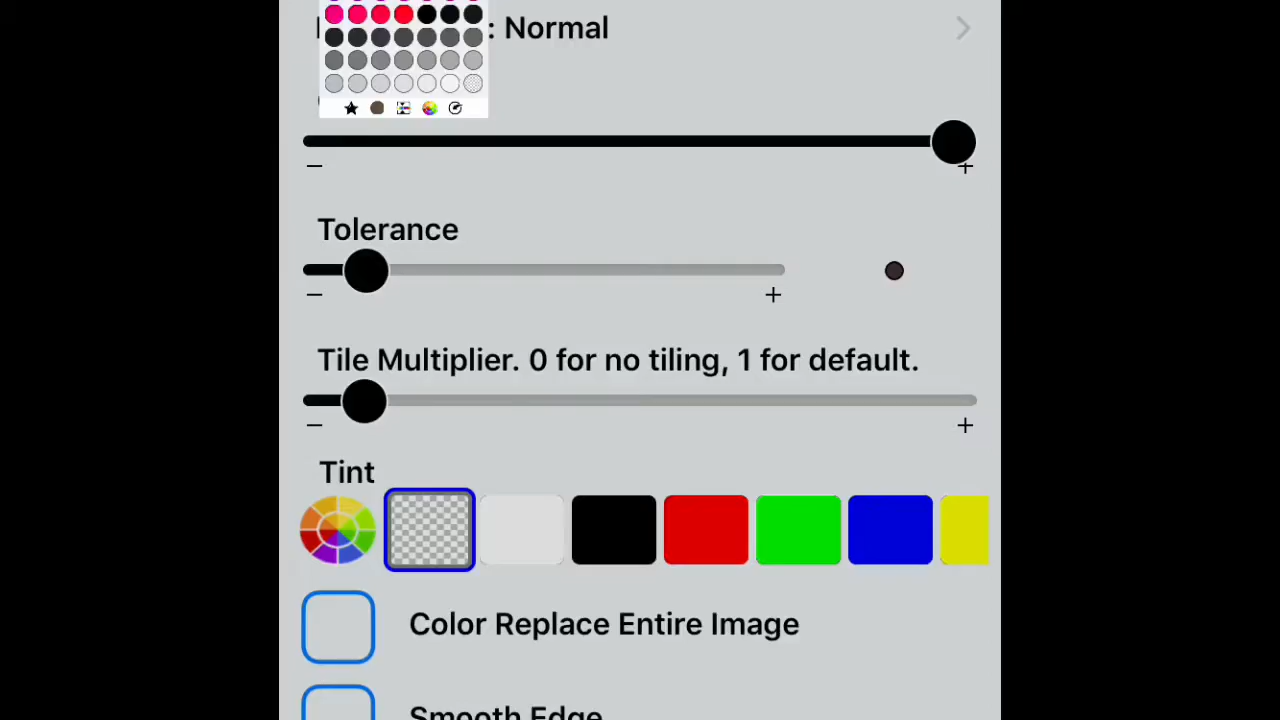 : Normal
Tolerance
Tile Multiplier. 0 for no tiling, 1 for default.
Tint
Color Replace Entire Image
Smooth Edge